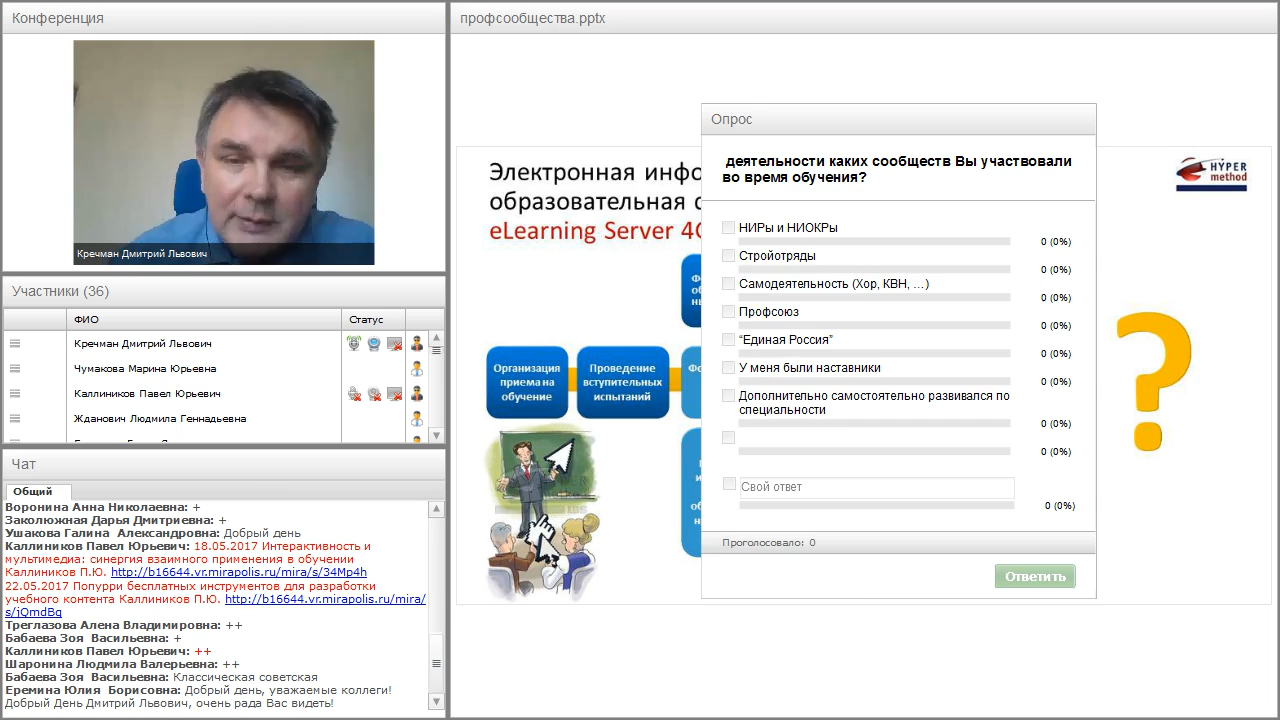 Конференция
Кречман Дмитрий Львович
Участники (36)
ФИО
Статус
Кречман Дмитрий Львович
Чумакова Марина Юрьевна
Каллиников Павел Юрьевич
Жданович Людмила Геннадьевна
Чат
Общий
Воронина Анна Николаевна: +
Заколюжная Дарья Дмитриевна: +
Ушакова Галина Александровна: Добрый день
Каллиников Павел Юрьевич: 18.05.2017 Интерактивность и
мультимедиа: синергия взаимного применения в обучении
Каллиников П.Ю. http://b16644.vr.mirapolis.ru/mira/s/34Mp4h
22.05.2017 Попурри бесплатных инструментов для разработки
учебного контента Каллиников П.Ю. http://b16644.vr.mirapolis.ru/mira/
s/jQmdBq
Треглазова Алена Владимировна: ++
Бабаева Зоя Васильевна: +
Каллиников Павел Юрьевич: ++
Шаронина Людмила Валерьевна: ++
Бабаева Зоя Васильевна: Классическая советская
Еремина Юлия Борисовна: Добрый день, уважаемые коллеги!
Добрый День Дмитрий Львович, очень рада Вас видеть!
профсообщества.pptx
Электронная инфо
образовательная с
eLearning Server 4G
HYPER
method
Организация
приема на
обучение
Проведение
вступительных
испытаний
?
Опрос
деятельности каких сообществ Вы участвовали
во время обучения?
НИРы и НИОКРы
0 (0%)
Стройотряды
0 (0%)
Самодеятельность (Хор, КВН, ...)
0 (0%)
Профсоюз
0 (0%)
“Единая Россия”
0 (0%)
У меня были наставники
0 (0%)
Дополнительно самостоятельно развивался по
специальности
0 (0%)
0 (0%)
Свой ответ
0 (0%)
Проголосовало: 0
Ответить